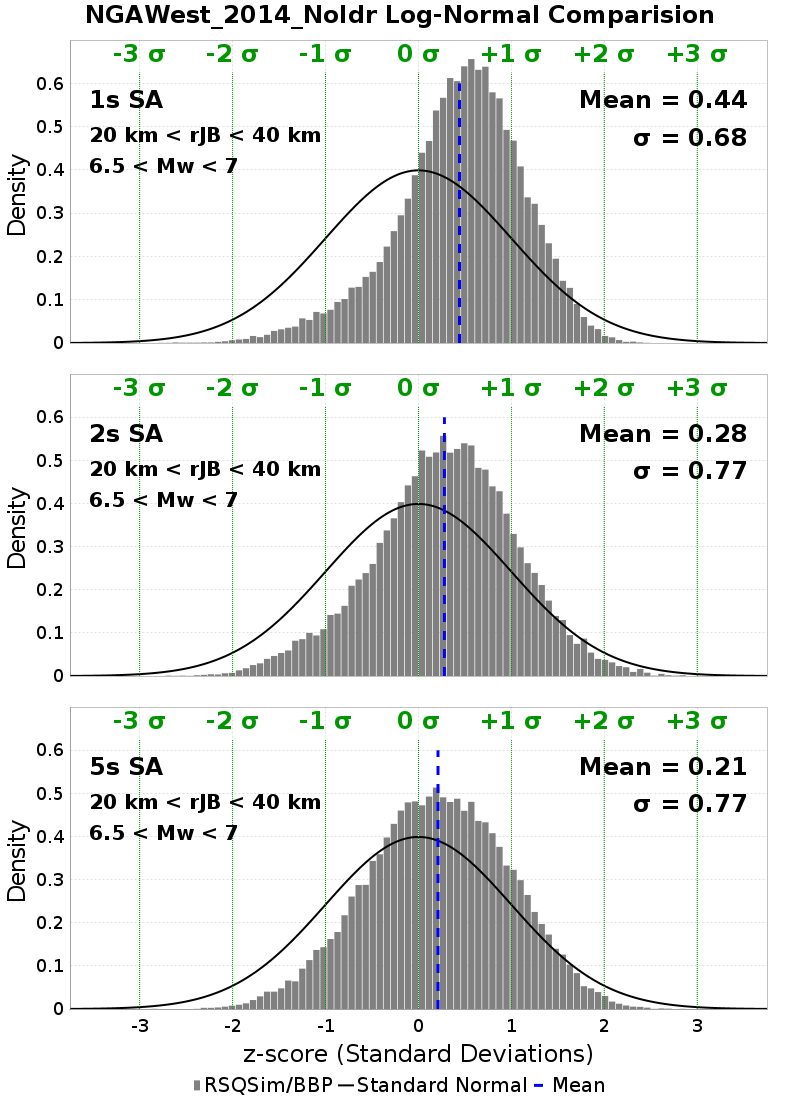 NGAWest_2014_NoIdr Log-Normal Comparision
-3 σ -2 σ -1 σ 0 σ +1 σ +2 σ +3 σ
1s SA
20 km < rJB < 40 km
6.5 < Mw < 7
Mean = 0.44
σ = 0.68
0.6
0.5
0.4
0.3
0.2
0.1
0
Density
-3 σ -2 σ -1 σ 0 σ +1 σ +2 σ +3 σ
2s SA
20 km < rJB < 40 km
6.5 < Mw < 7
Mean = 0.28
σ = 0.77
0.6
0.5
0.4
0.3
0.2
0.1
0
Density
-3 σ -2 σ -1 σ 0 σ +1 σ +2 σ +3 σ
5s SA
20 km < rJB < 40 km
6.5 < Mw < 7
Mean = 0.21
σ = 0.77
0.6
0.5
0.4
0.3
0.2
0.1
0
Density
-3 -2 -1 0 1 2 3
z-score (Standard Deviations)
RSQSim/BBP Standard Normal Mean